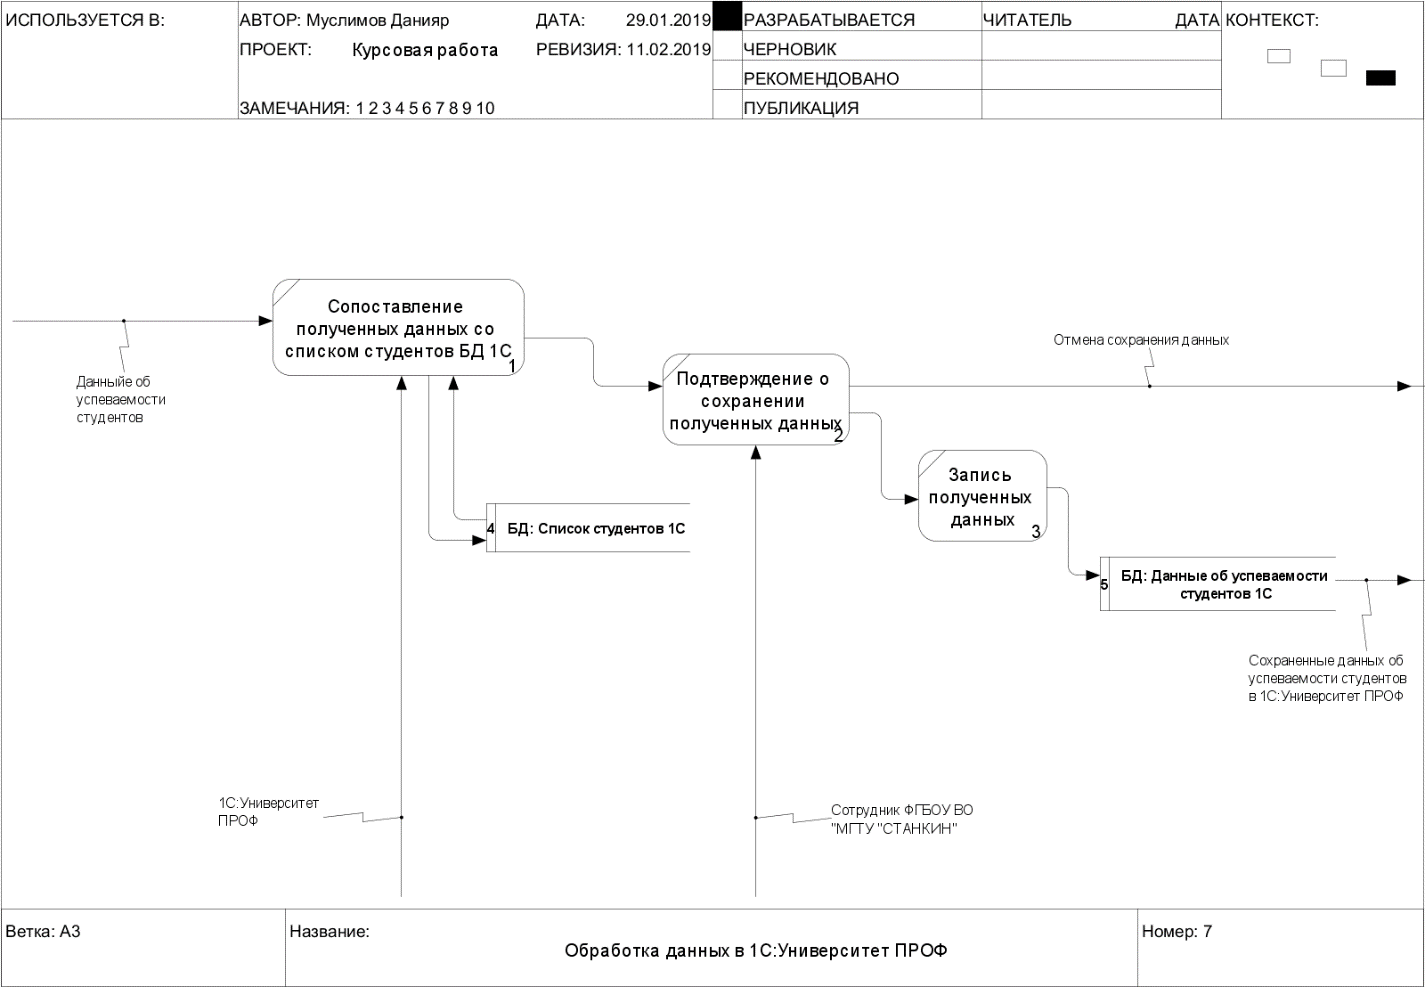 ИСПОЛЬЗУЕТСЯ В:
АВТОР: Муслимов Данияр
ДАТА: 29.01.2019
ПРОЕКТ: Курсовая работа
РЕВИЗИЯ: 11.02.2019
ЗАМЕЧАНИЯ: 1 2 3 4 5 6 7 8 9 10
РАЗРАБАТЫВАЕТСЯ
ЧЕРНОВИК
РЕКОМЕНДОВАНО
ПУБЛИКАЦИЯ
ЧИТАТЕЛЬ ДАТА
КОНТЕКСТ:
Сопоставление
полученных данных со
списком студентов БД 1С
1
Данныйе об
успеваемости
студентов
Отмена сохранения данных
Подтверждение о
сохранении
полученных данных
2
Запись
полученных
данных
3
4 БД: Список студентов 1С
БД: Данные об успеваемости
5
студентов 1С
Сохраненные данных об
успеваемости студентов
в 1С:Университет ПРОФ
1С:Университет
ПРОФ
Сотрудник ФГБОУ ВО
"МГТУ "СТАНКИН"
Ветка: А3
Название:
Обработка данных в 1С:Университет ПРОФ
Номер: 7